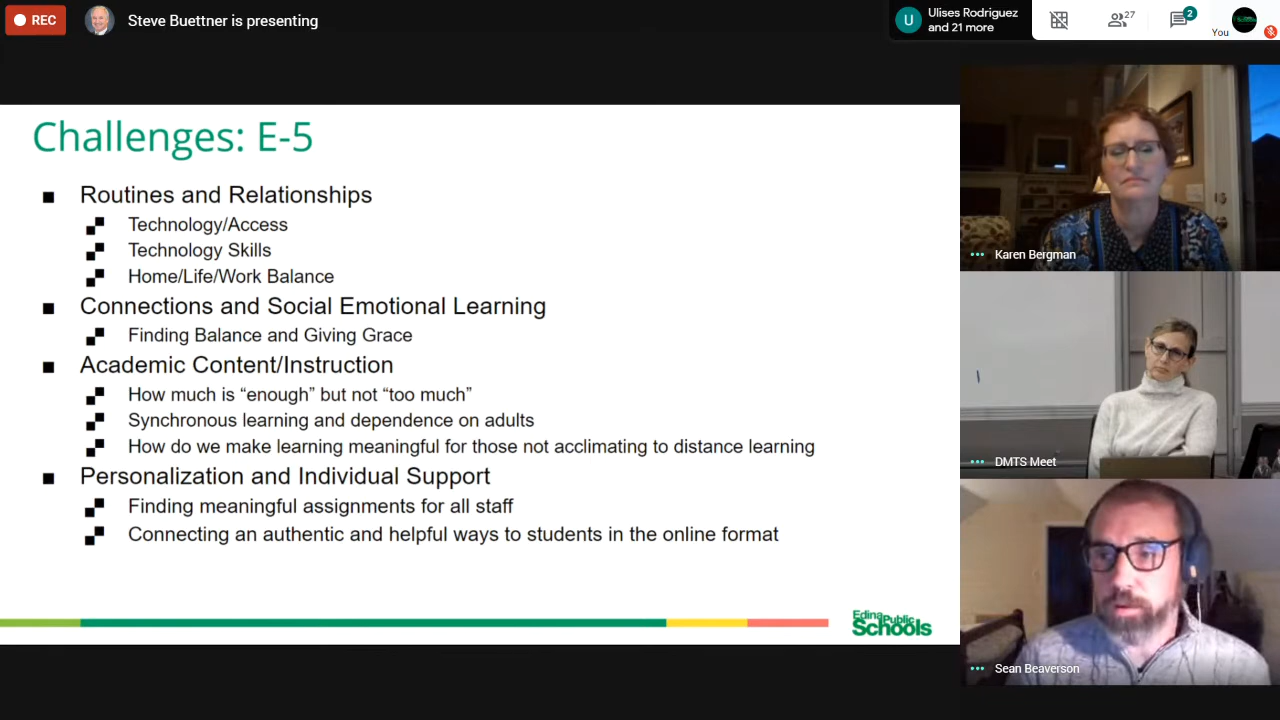 REC
Steve Buettner is presenting
U
Ulises Rodriguez
and 21 more
27
2
You
Challenges: E-5
Routines and Relationships
Technology/Access
Technology Skills
Home/Life/Work Balance
Connections and Social Emotional Learning
Finding Balance and Giving Grace
Academic Content/Instruction
How much is “enough” but not “too much”
Synchronous learning and dependence on adults
How do we make learning meaningful for those not acclimating to distance learning
Personalization and Individual Support
Finding meaningful assignments for all staff
Connecting an authentic and helpful ways to students in the online format
Edina Public
Schools
Karen Bergman
DMTS Meet
Sean Beaverson